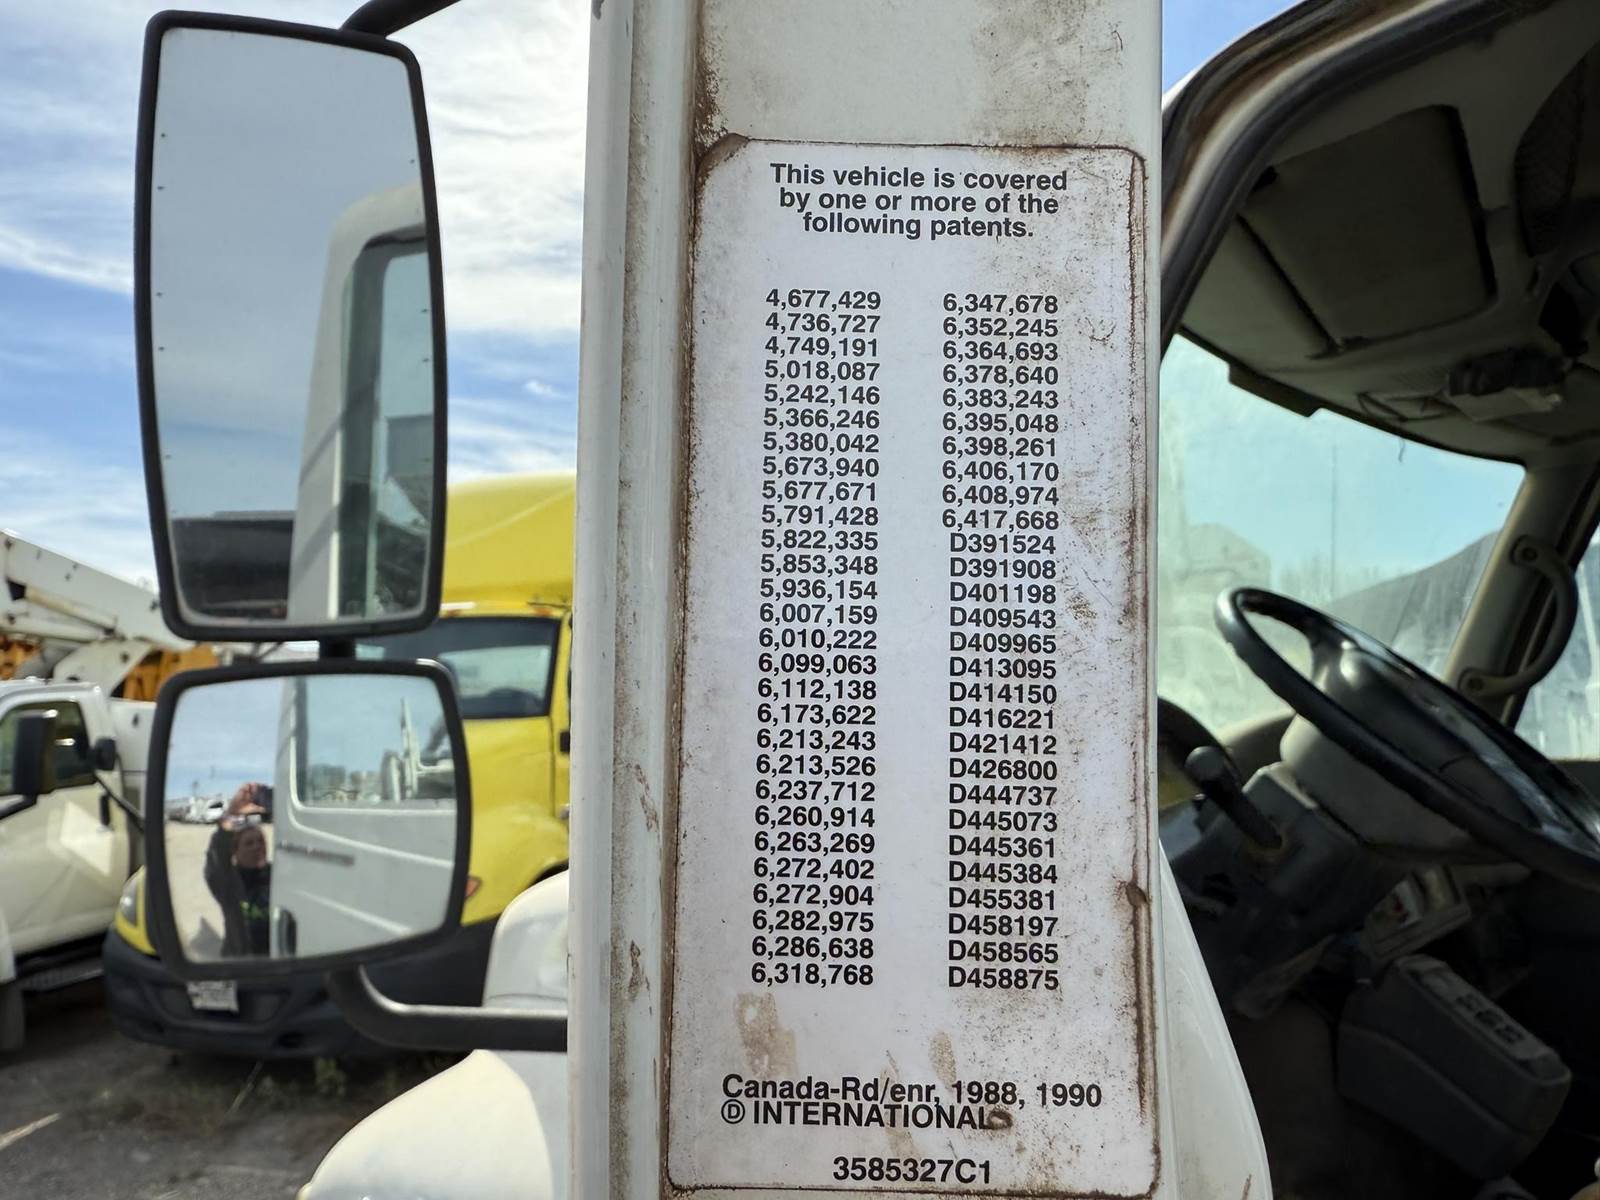 This vehicle is covered
by one or more of the
following patents.
4,677,429 6,347,678
4,736,727 6,352,245
4,749,191 6,364,693
5,018,087 6,378,640
5,242,146 6,383,243
5,366,246 6,395,048
5,380,042 6,398,261
5,673,940 6,406,170
5,677,671 6,408,974
5,791,428 6,417,668
5,822,335 D391524
5,853,348 D391908
5,936,154 D401198
6,007,159 D409543
6,010,222 D409965
6,099,063 D413095
6,112,138 D414150
6,173,622 D416221
6,213,243 D421412
6,213,526 D426800
6,237,712 D444737
6,260,914 D445073
6,263,269 D445361
6,272,402 D445384
6,272,904 D455381
6,282,975 D458197
6,286,638 D458565
6,318,768 D458875
Canada-Rd/enr, 1988, 1990
Ⓓ INTERNATIONAL
3585327C1